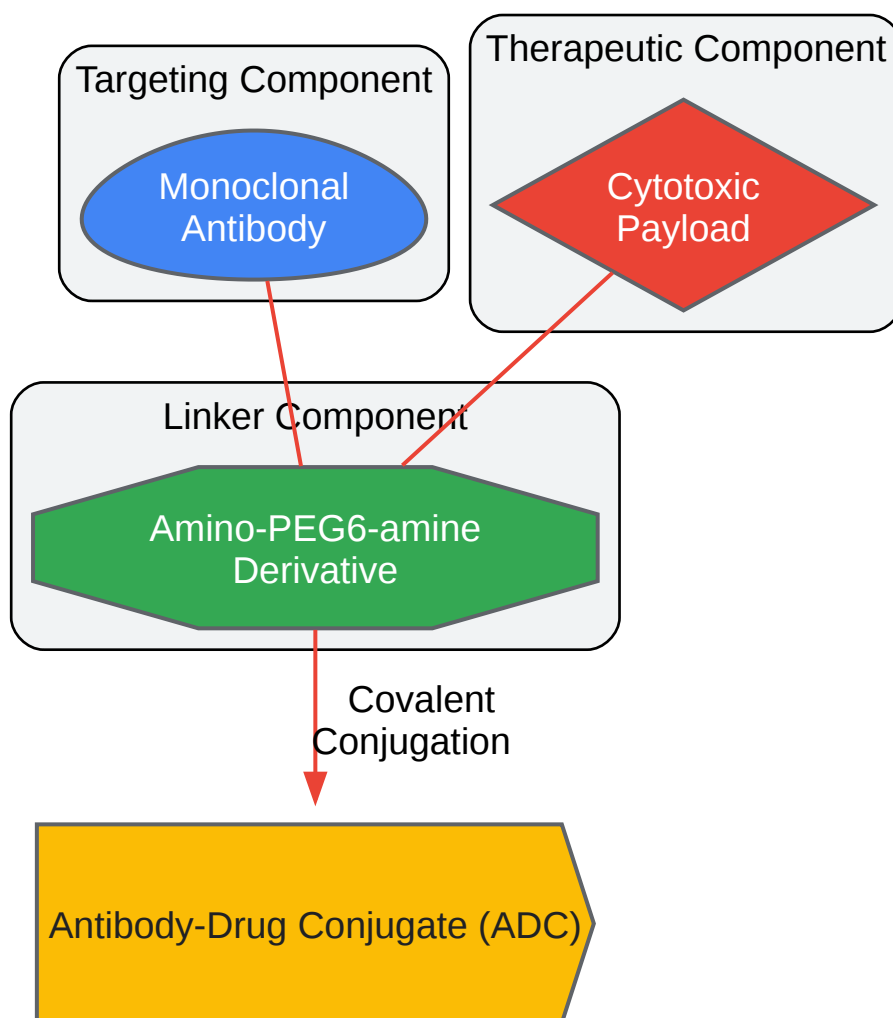 Targeting Component
Therapeutic Component
Monoclonal
Antibody
Cytotoxic
Payload
Linker Component
Amino-PEG6-amine
Derivative
Covalent
Conjugation
Antibody-Drug Conjugate (ADC)